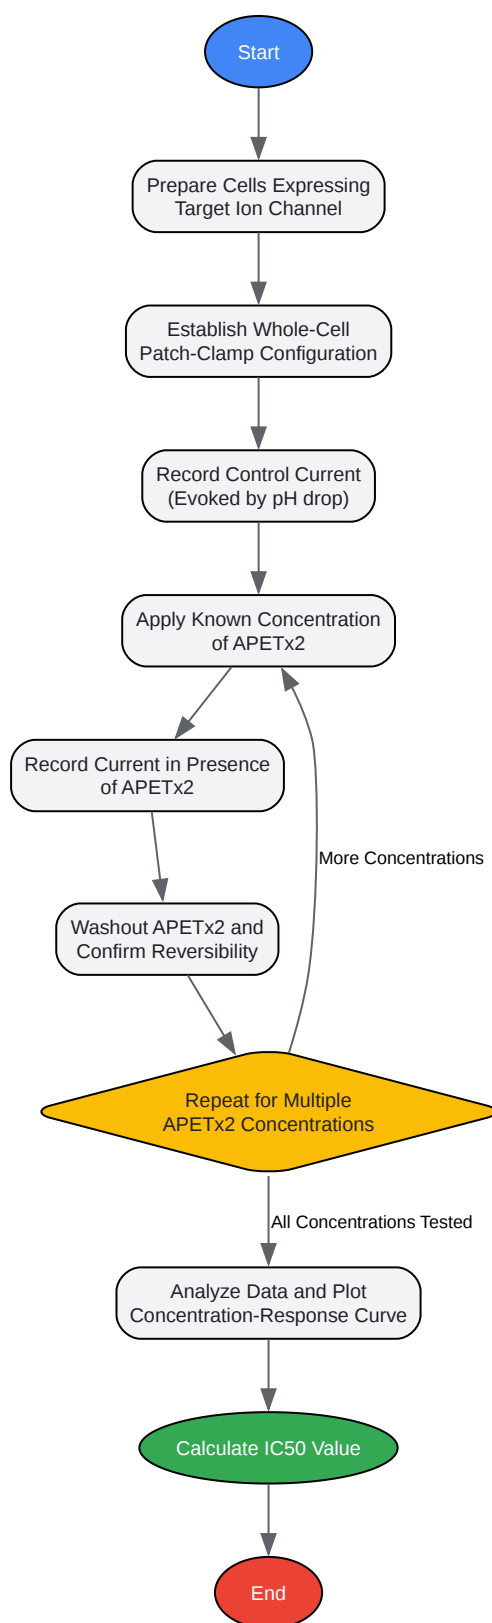 Start
Prepare Cells Expressing
Target Ion Channel
Establish Whole-Cell
Patch-Clamp Configuration
Record Control Current
(Evoked by pH drop)
Apply Known Concentration
of APETx2
Record Current in Presence
of APETx2
More Concentrations
Washout APETx2 and
Confirm Reversibility
Repeat for Multiple
APETx2 Concentrations
All Concentrations Tested
Analyze Data and Plot
Concentration-Response Curve
Calculate IC50 Value
End